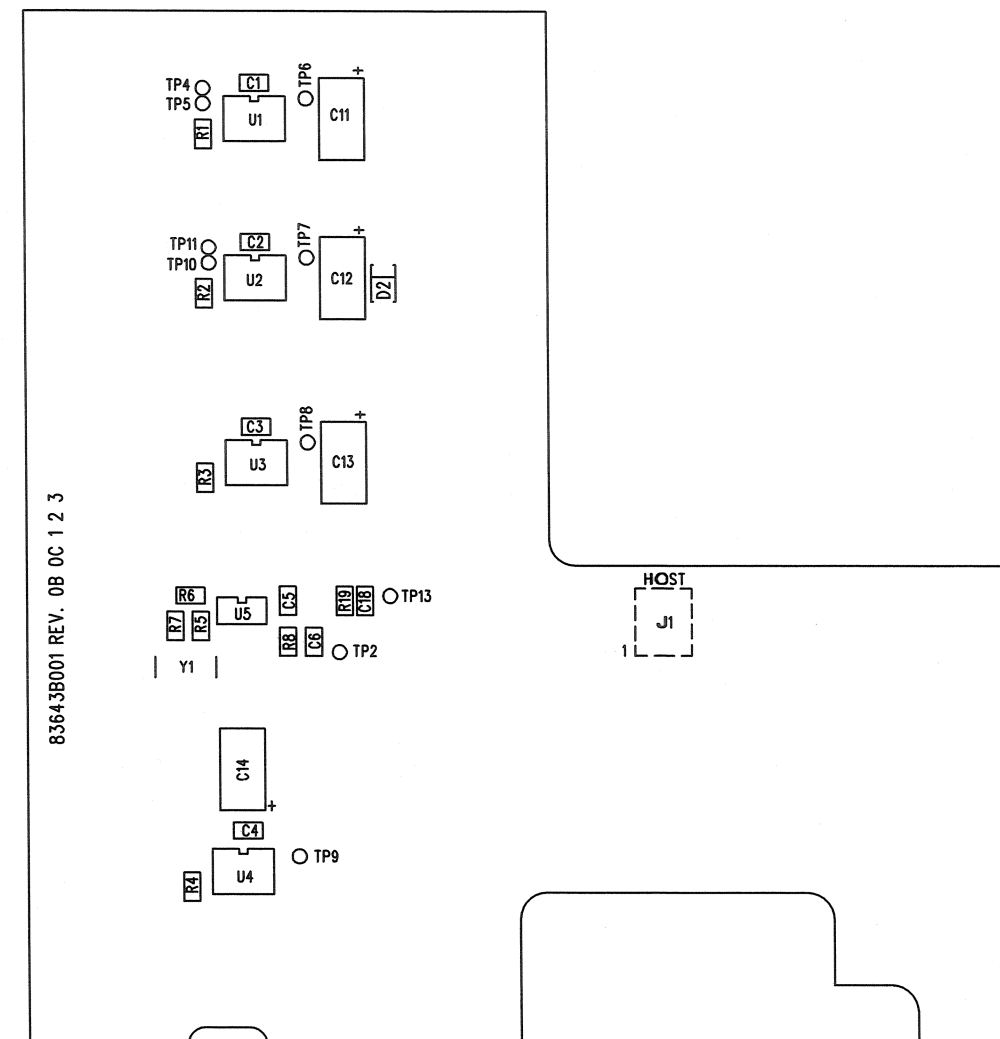 TP4
TP5
C1
TP6
+
R1
U1
C11
TP11
TP10
C2
TP7
+
R2
U2
C12
D2
C3
TP8
+
R3
U3
C13
83643B001 REV. 0B 0C 1 2 3
R6
R7
R5
U5
C5
R19
C18
TP13
R8
C6
TP2
Y1
HOST
J1
1
C14
+
C4
R4
U4
TP9